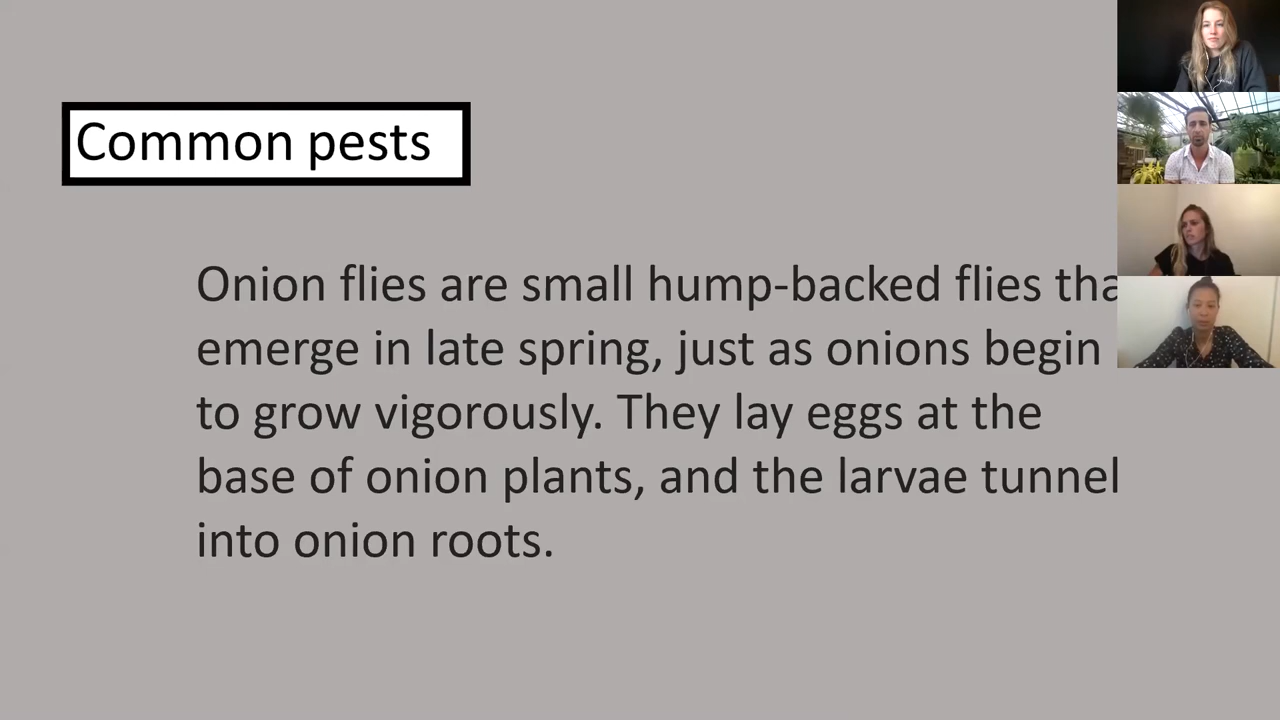 Common pests
Onion flies are small hump-backed flies tha
emerge in late spring, just as onions begin
to grow vigorously. They lay eggs at the
base of onion plants, and the larvae tunnel
into onion roots.